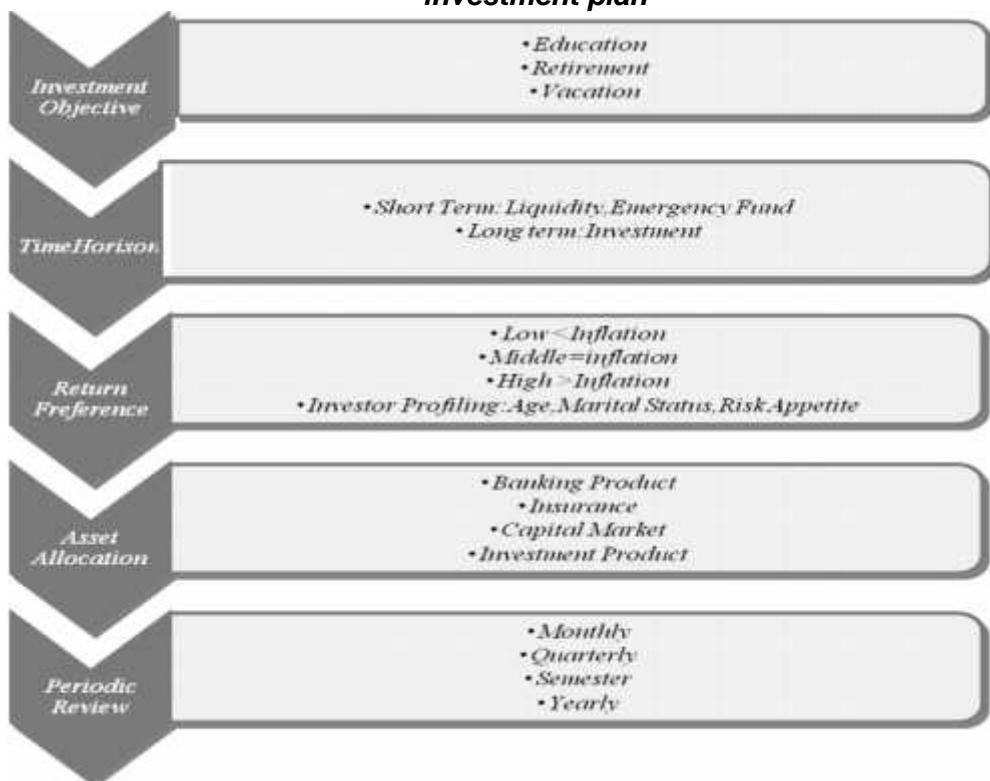 Investment plan
Investment
Objective
•Education
•Retirement
•Vacation
TimeHorison
•Short Term:Liquidity,Emergency Fund
•Long term:Investment
Return
Freference
•Low<Inflation
•Middle=inflation
•High>Inflation
•Investor Profiling:Age,Marital Status,Risk Appetite
Asset
Allocation
•Banking Product
•Insurance
•Capital Market
•Investment Product
Periodic
Review
•Monthly
•Quarterly
•Semester
•Yearly